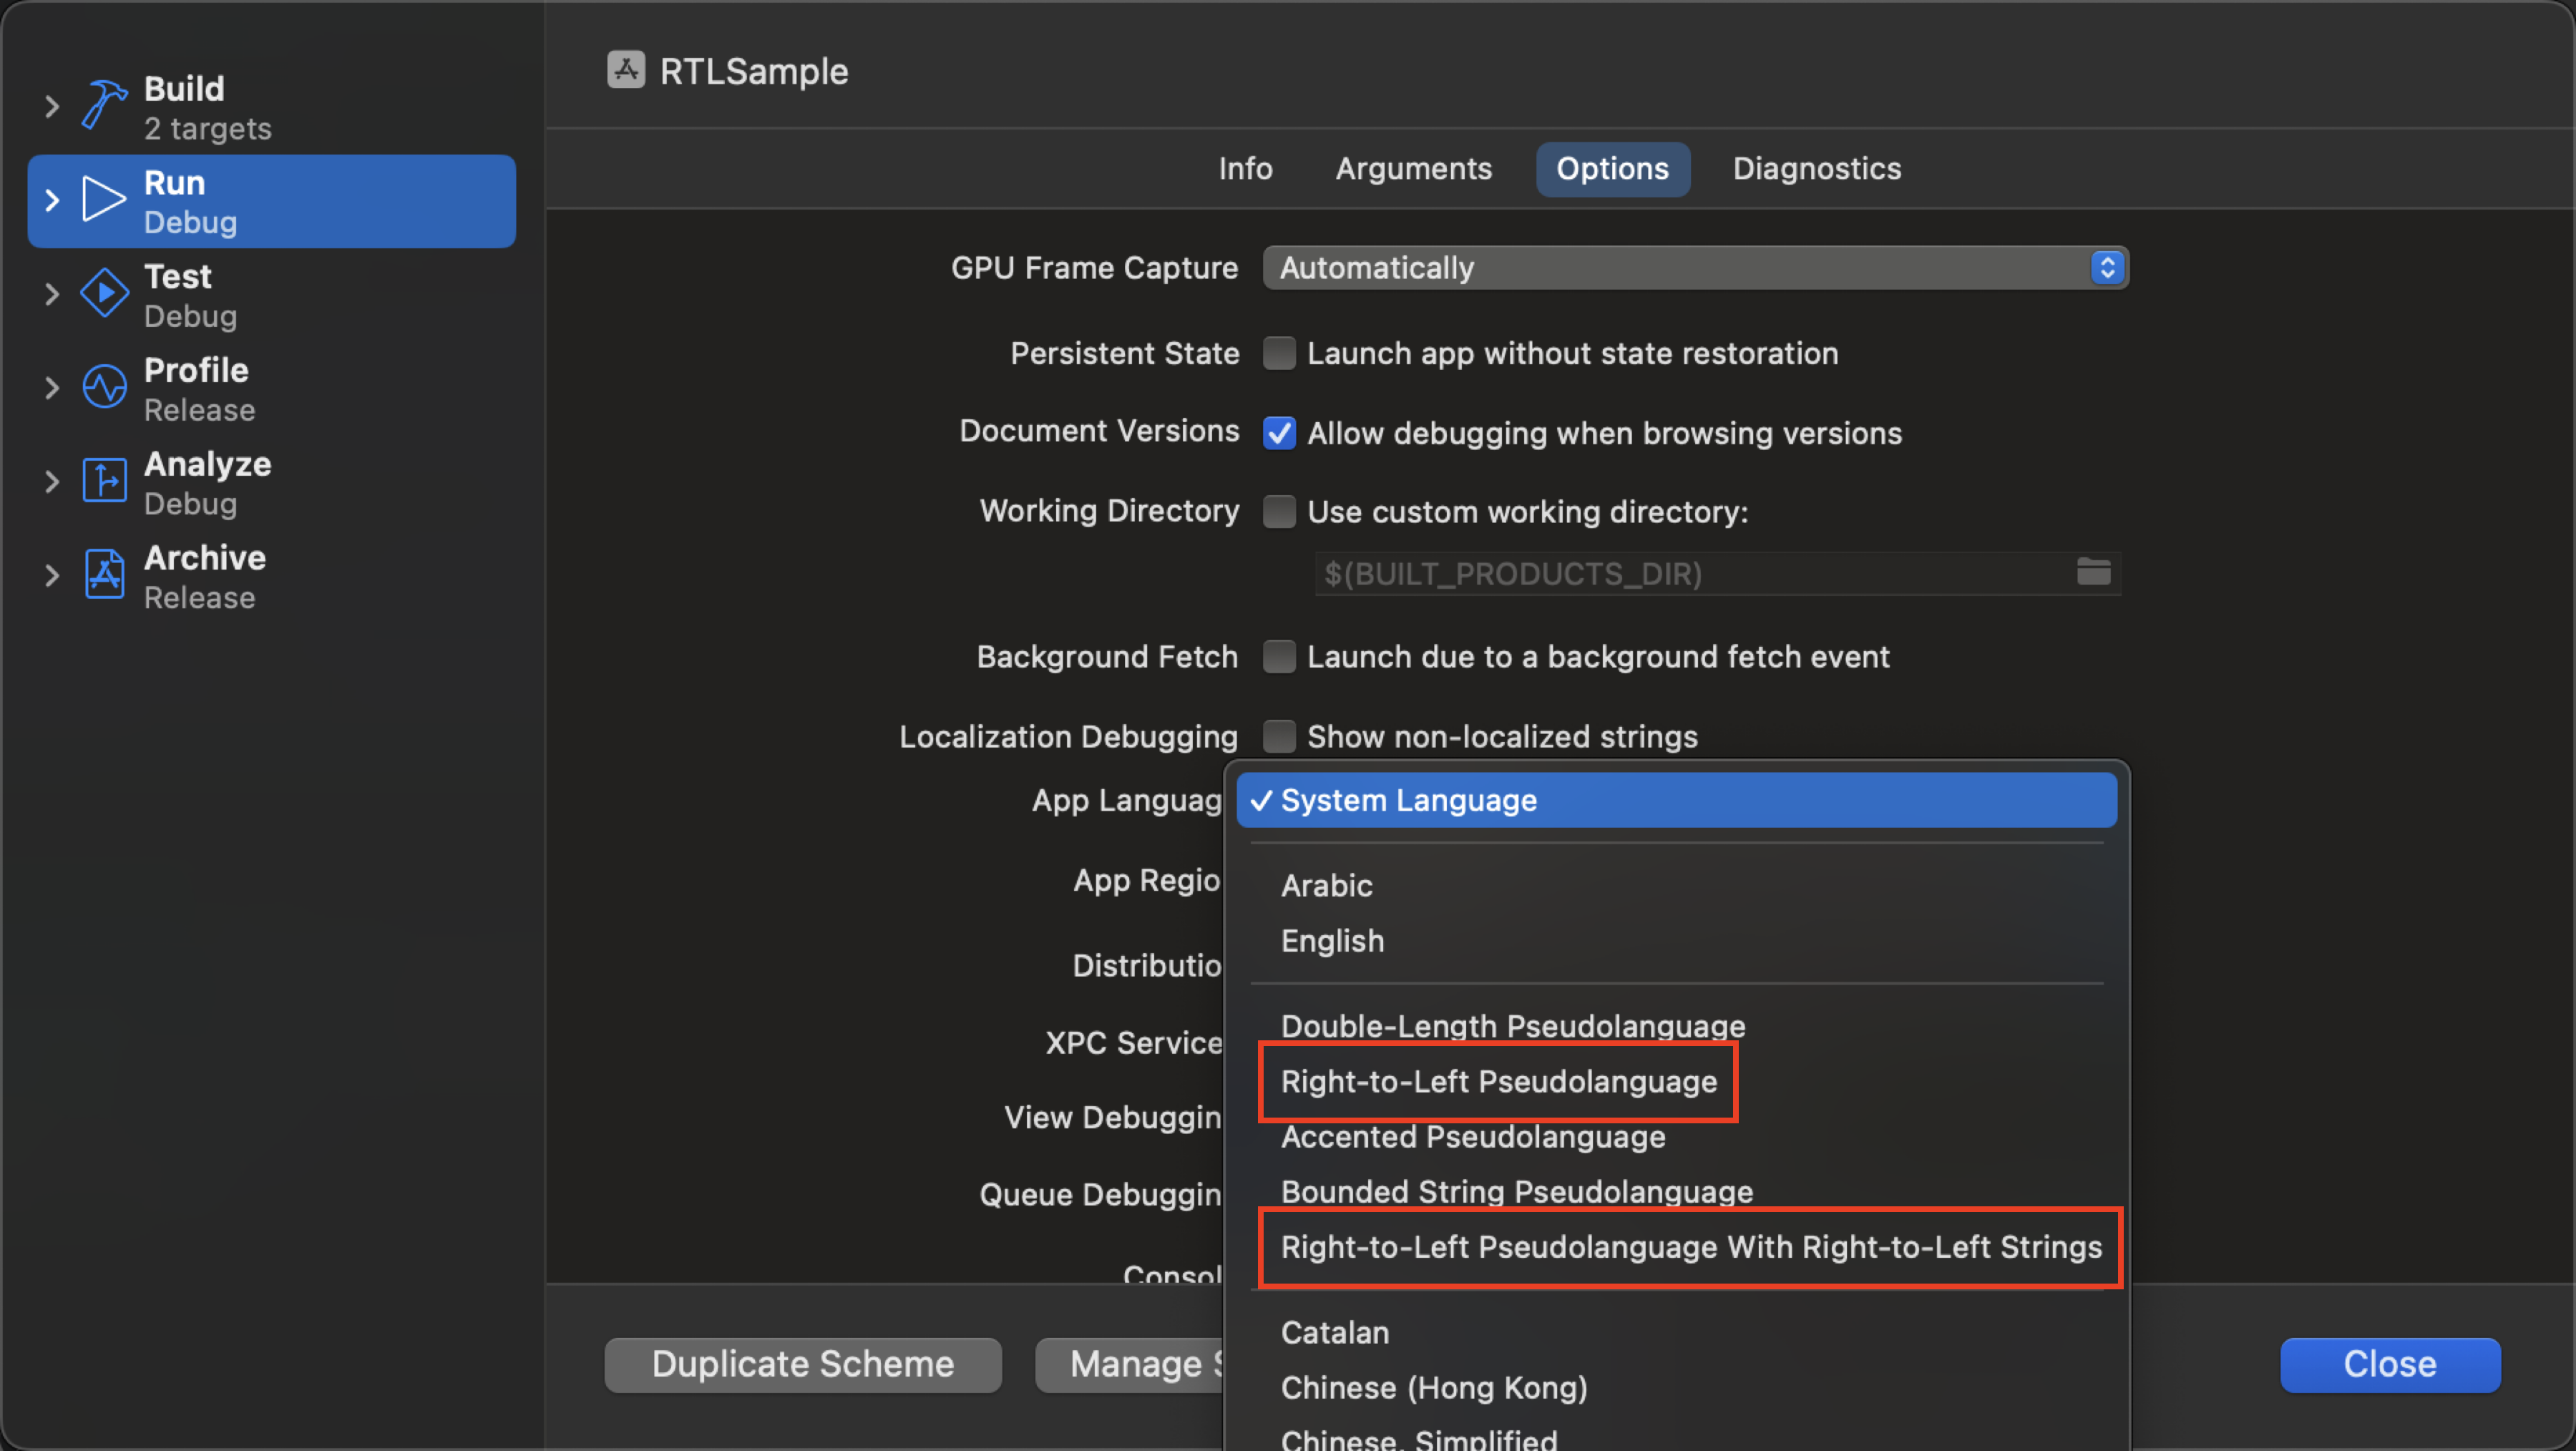 Build
2 targets
Run
Debug
Test
Debug
Profile
Release
Analyze
Debug
Archive
Release
RTLSample
Info Arguments Options Diagnostics
GPU Frame Capture Automatically
Persistent State Launch app without state restoration
Document Versions Allow debugging when browsing versions
Working Directory Use custom working directory:
$(BUILT_PRODUCTS_DIR)
Background Fetch Launch due to a background fetch event
Localization Debugging Show non-localized strings
App Languag System Language
App Regio
Distributio
XPC Service
View Debuggin
Queue Debuggin
Consol
Arabic
English
Double-Length Pseudolanguage
Right-to-Left Pseudolanguage
Accented Pseudolanguage
Bounded String Pseudolanguage
Right-to-Left Pseudolanguage With Right-to-Left Strings
Catalan
Chinese (Hong Kong)
Chinese, Simplified
Duplicate Scheme Manage S Close